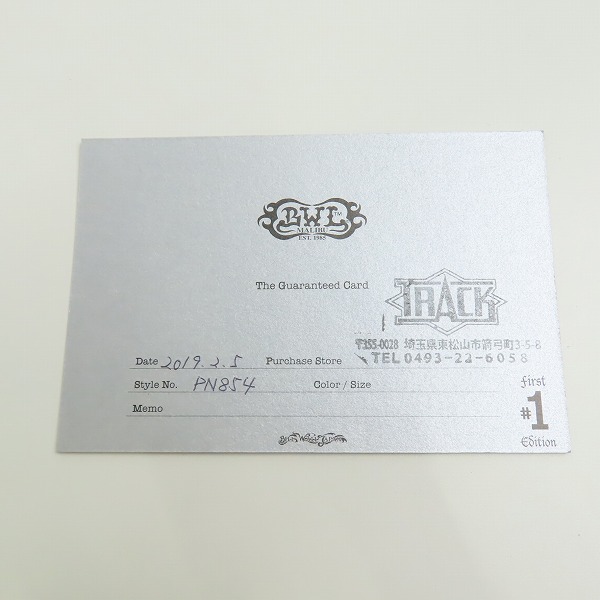 BWL™
MALIBU
EST. 1985
The Guaranteed Card
TRACK
〒355-0028 埼玉県東松山市箭弓町3-5-8
TEL 0493-22-6058
Date 2019.2.5 Purchase Store
Style No. PN854 Color / Size
Memo
First
#1
Edition